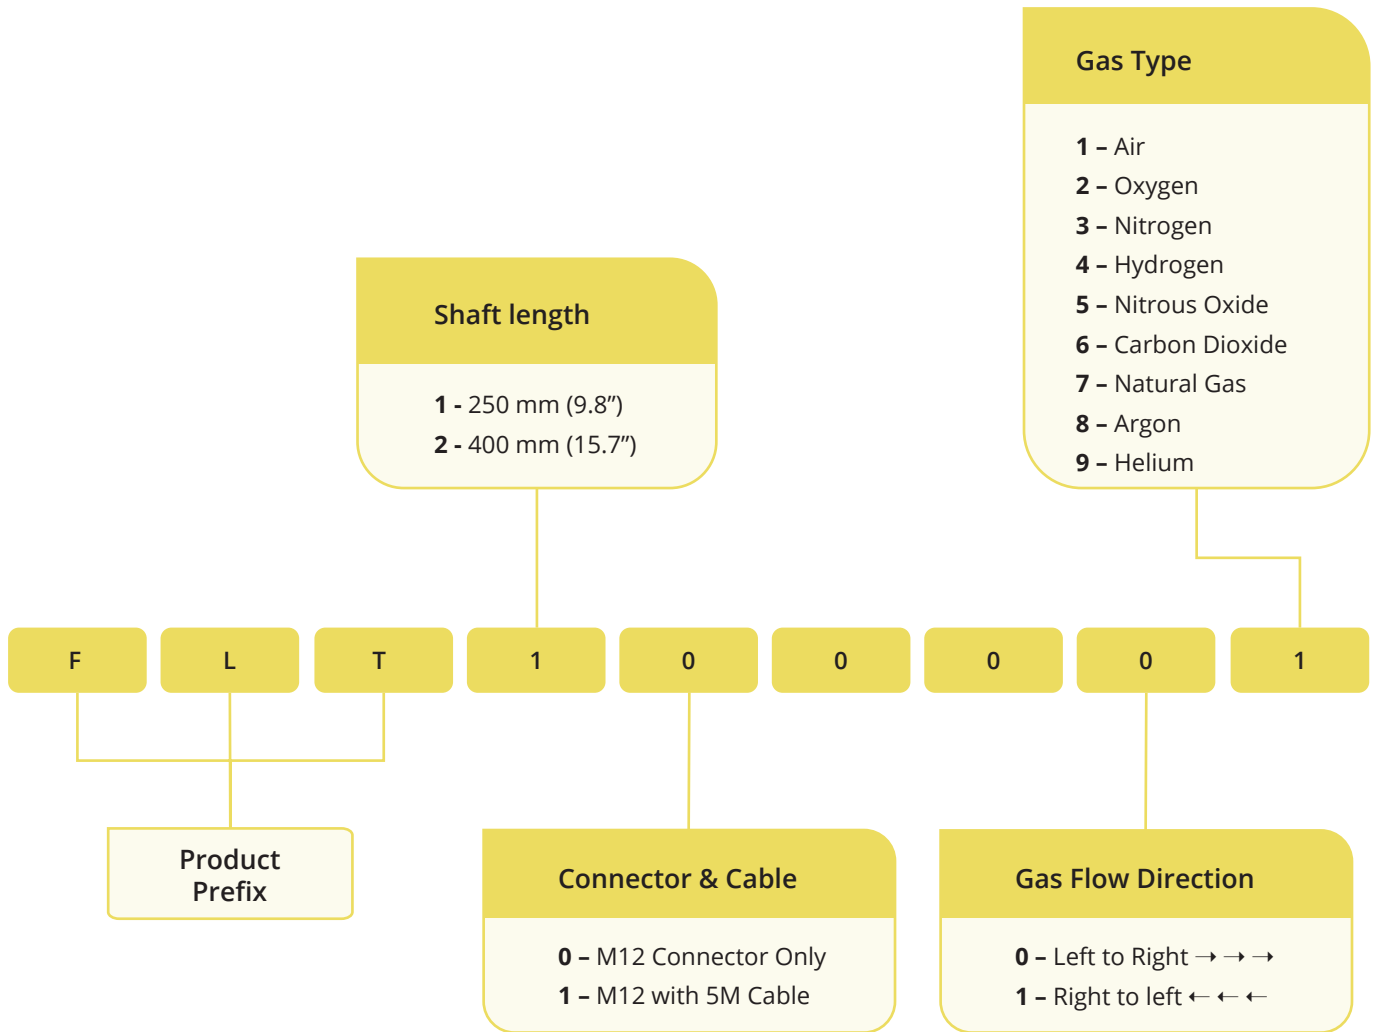 Gas Type
1 – Air
2 – Oxygen
3 – Nitrogen
4 – Hydrogen
5 – Nitrous Oxide
6 – Carbon Dioxide
7 – Natural Gas
8 – Argon
9 – Helium
Shaft length
1 - 250 mm (9.8”)
2 - 400 mm (15.7”)
F L T 1 0 0 0 0 1
Product
Prefix
Connector & Cable
0 – M12 Connector Only
1 – M12 with 5M Cable
Gas Flow Direction
0 – Left to Right → → →
1 – Right to left ← ← ←